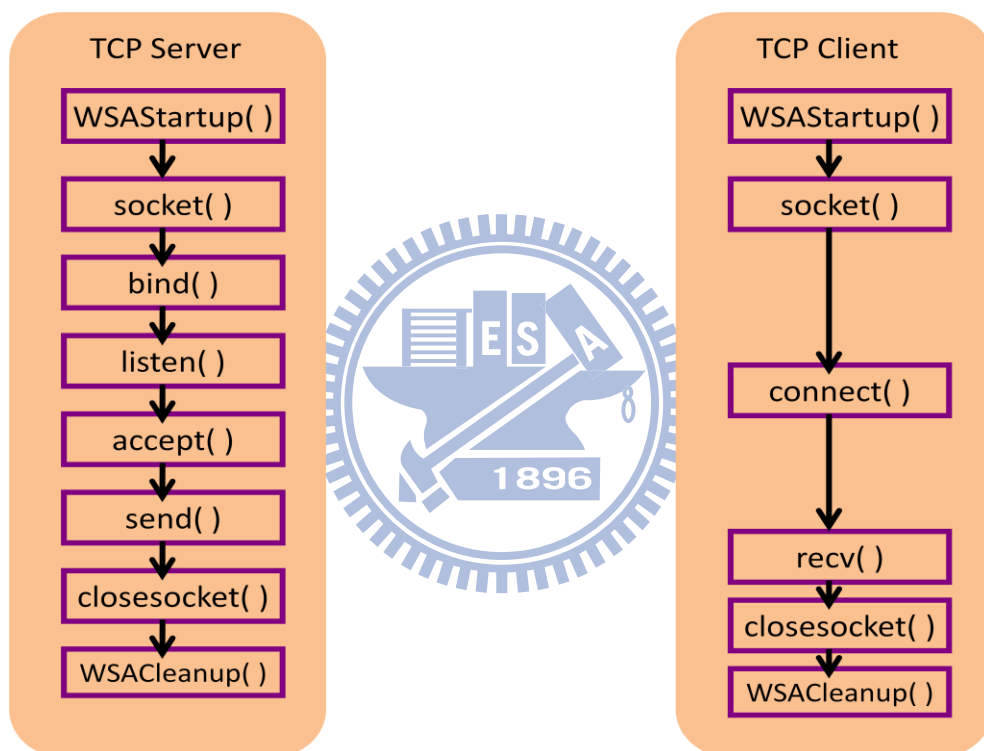 TCP Server
WSAStartup( )
socket( )
bind( )
listen( )
accept( )
send( )
closesocket( )
WSACleanup( )
E S A
1896
TCP Client
WSAStartup( )
socket( )
connect( )
recv( )
closesocket( )
WSACleanup( )